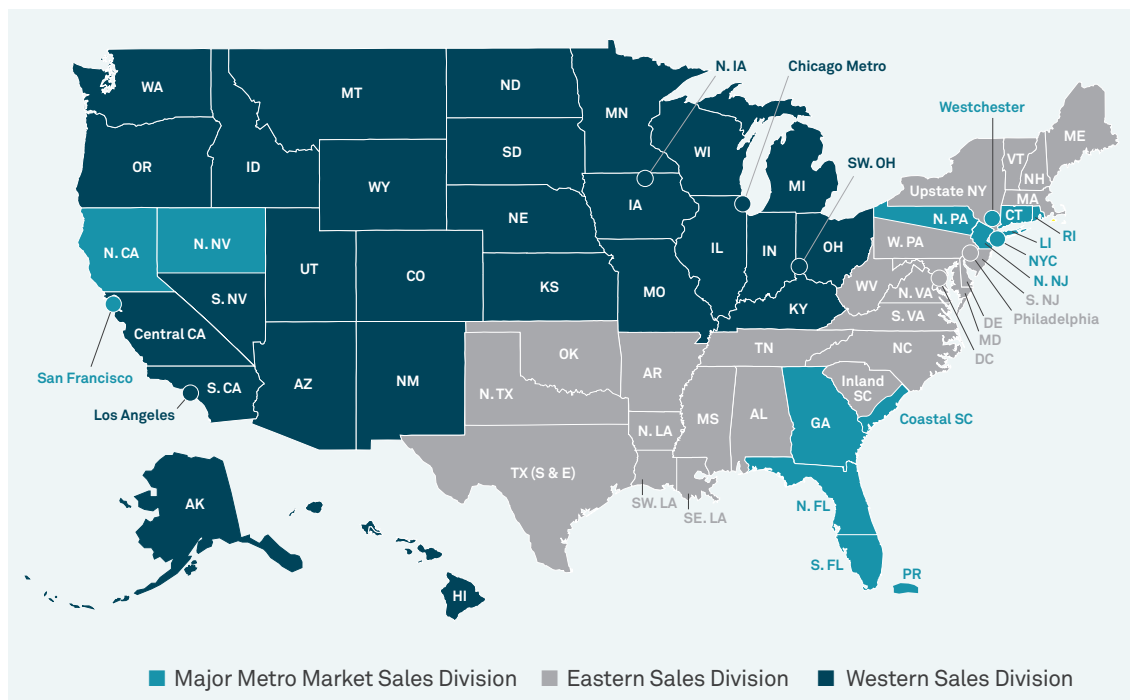 N. IA
Chicago Metro
WA
MT
ND
MN
Westchester
ME
OR
ID
SD
WI
VT
NH
WY
MI
SW. OH
Upstate NY
MA
IA
NE
N. PA
CT
RI
N. CA
N. NV
IL
IN
OH
W. PA
LI
NYC
UT
CO
KS
MO
WV
N. VA
N. NJ
S. NJ
S. NV
KY
S. VA
DE
Philadelphia
Central CA
MD
DC
TN
NC
OK
AR
San Francisco
S. CA
AZ
NM
Inland
SC
N. TX
Los Angeles
MS
AL
GA
Coastal SC
N. LA
TX (S & E)
AK
SW. LA
SE. LA
N. FL
S. FL
PR
HI
Major Metro Market Sales Division
Eastern Sales Division
Western Sales Division